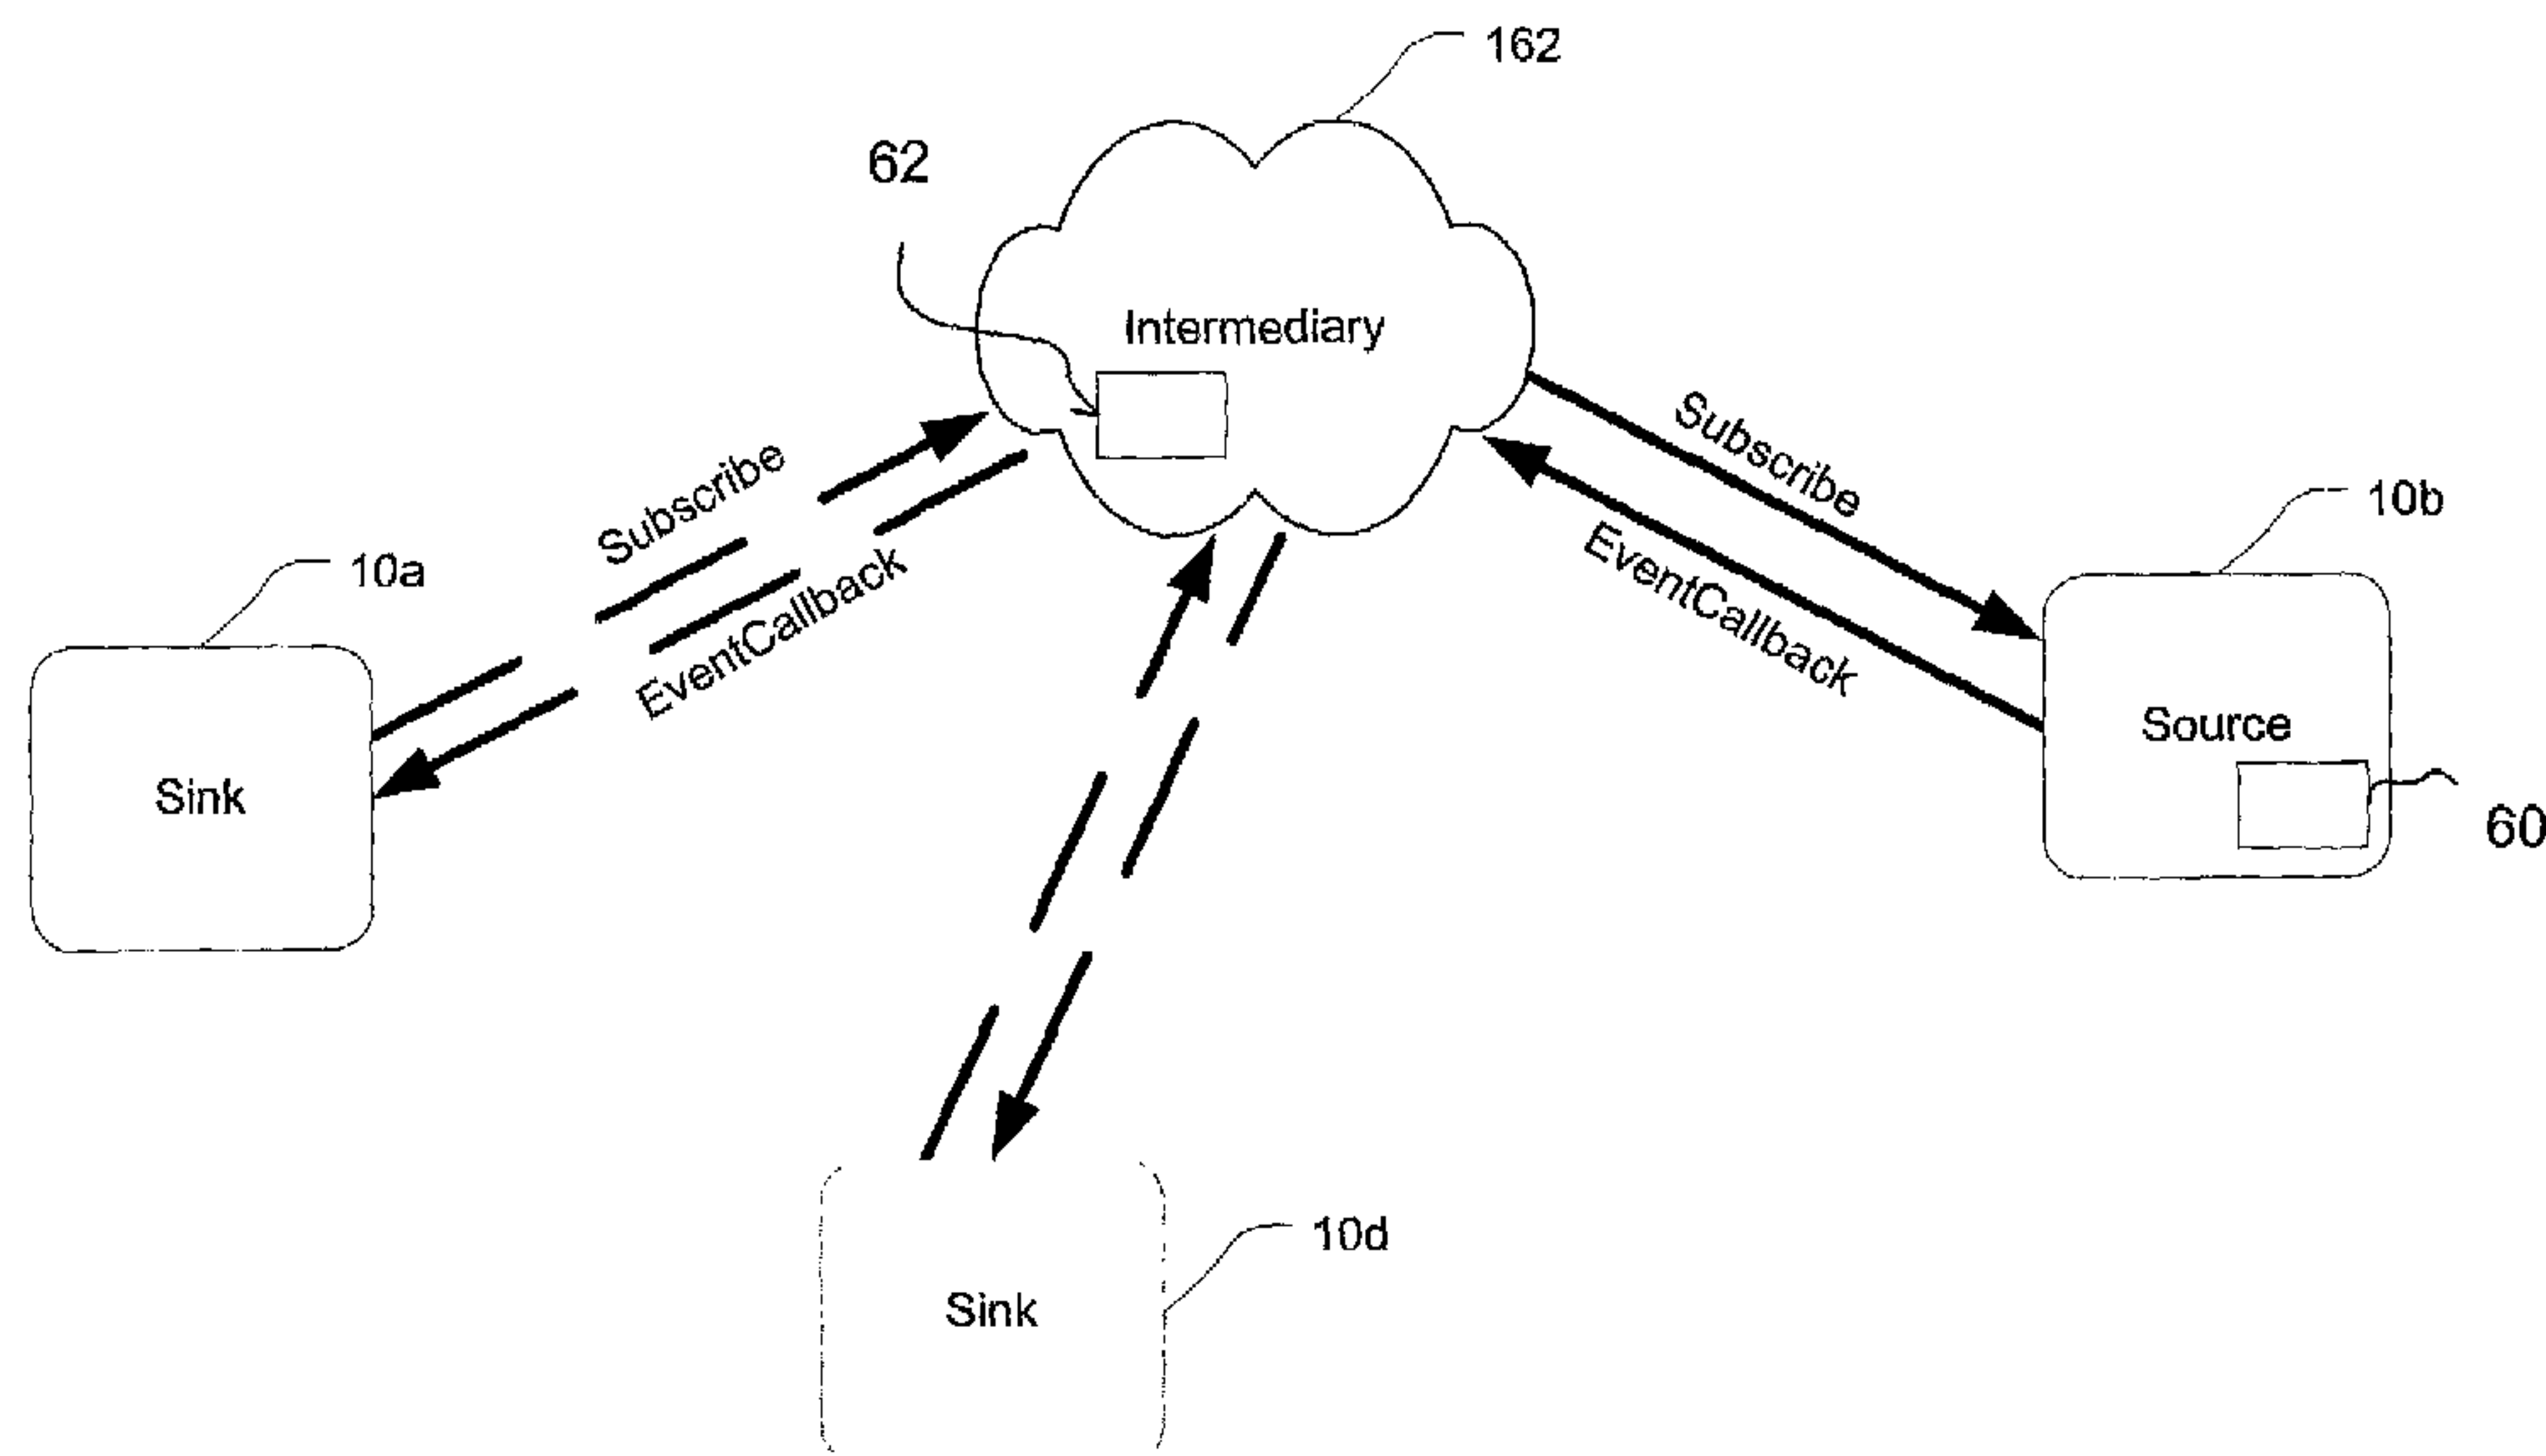 162
62
Intermediary
Subscribe
Subscribe
10b
EventCallback
10a
EventCallback
Source
Sink
60
10d
Sink